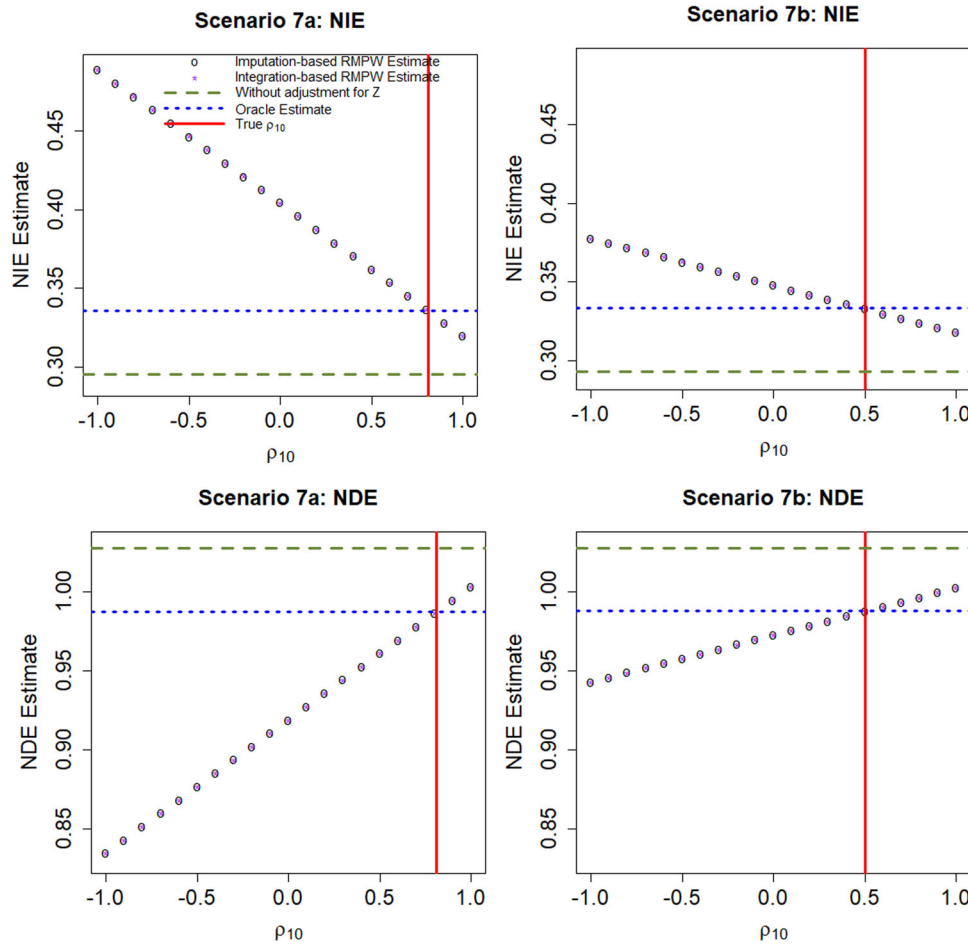 Scenario 7a: NIE
o Imputation-based RMPW Estimate
* Integration-based RMPW Estimate
Without adjustment for Z
Oracle Estimate
True ρ10
NIE Estimate
0.45
0.40
0.35
0.30
-1.0 -0.5 0.0 0.5 1.0
ρ10
Scenario 7b: NIE
NIE Estimate
0.45
0.40
0.35
0.30
-1.0 -0.5 0.0 0.5 1.0
ρ10
Scenario 7a: NDE
NDE Estimate
1.00
0.95
0.90
0.85
-1.0 -0.5 0.0 0.5 1.0
ρ10
Scenario 7b: NDE
NDE Estimate
1.00
0.95
0.90
0.85
-1.0 -0.5 0.0 0.5 1.0
ρ10